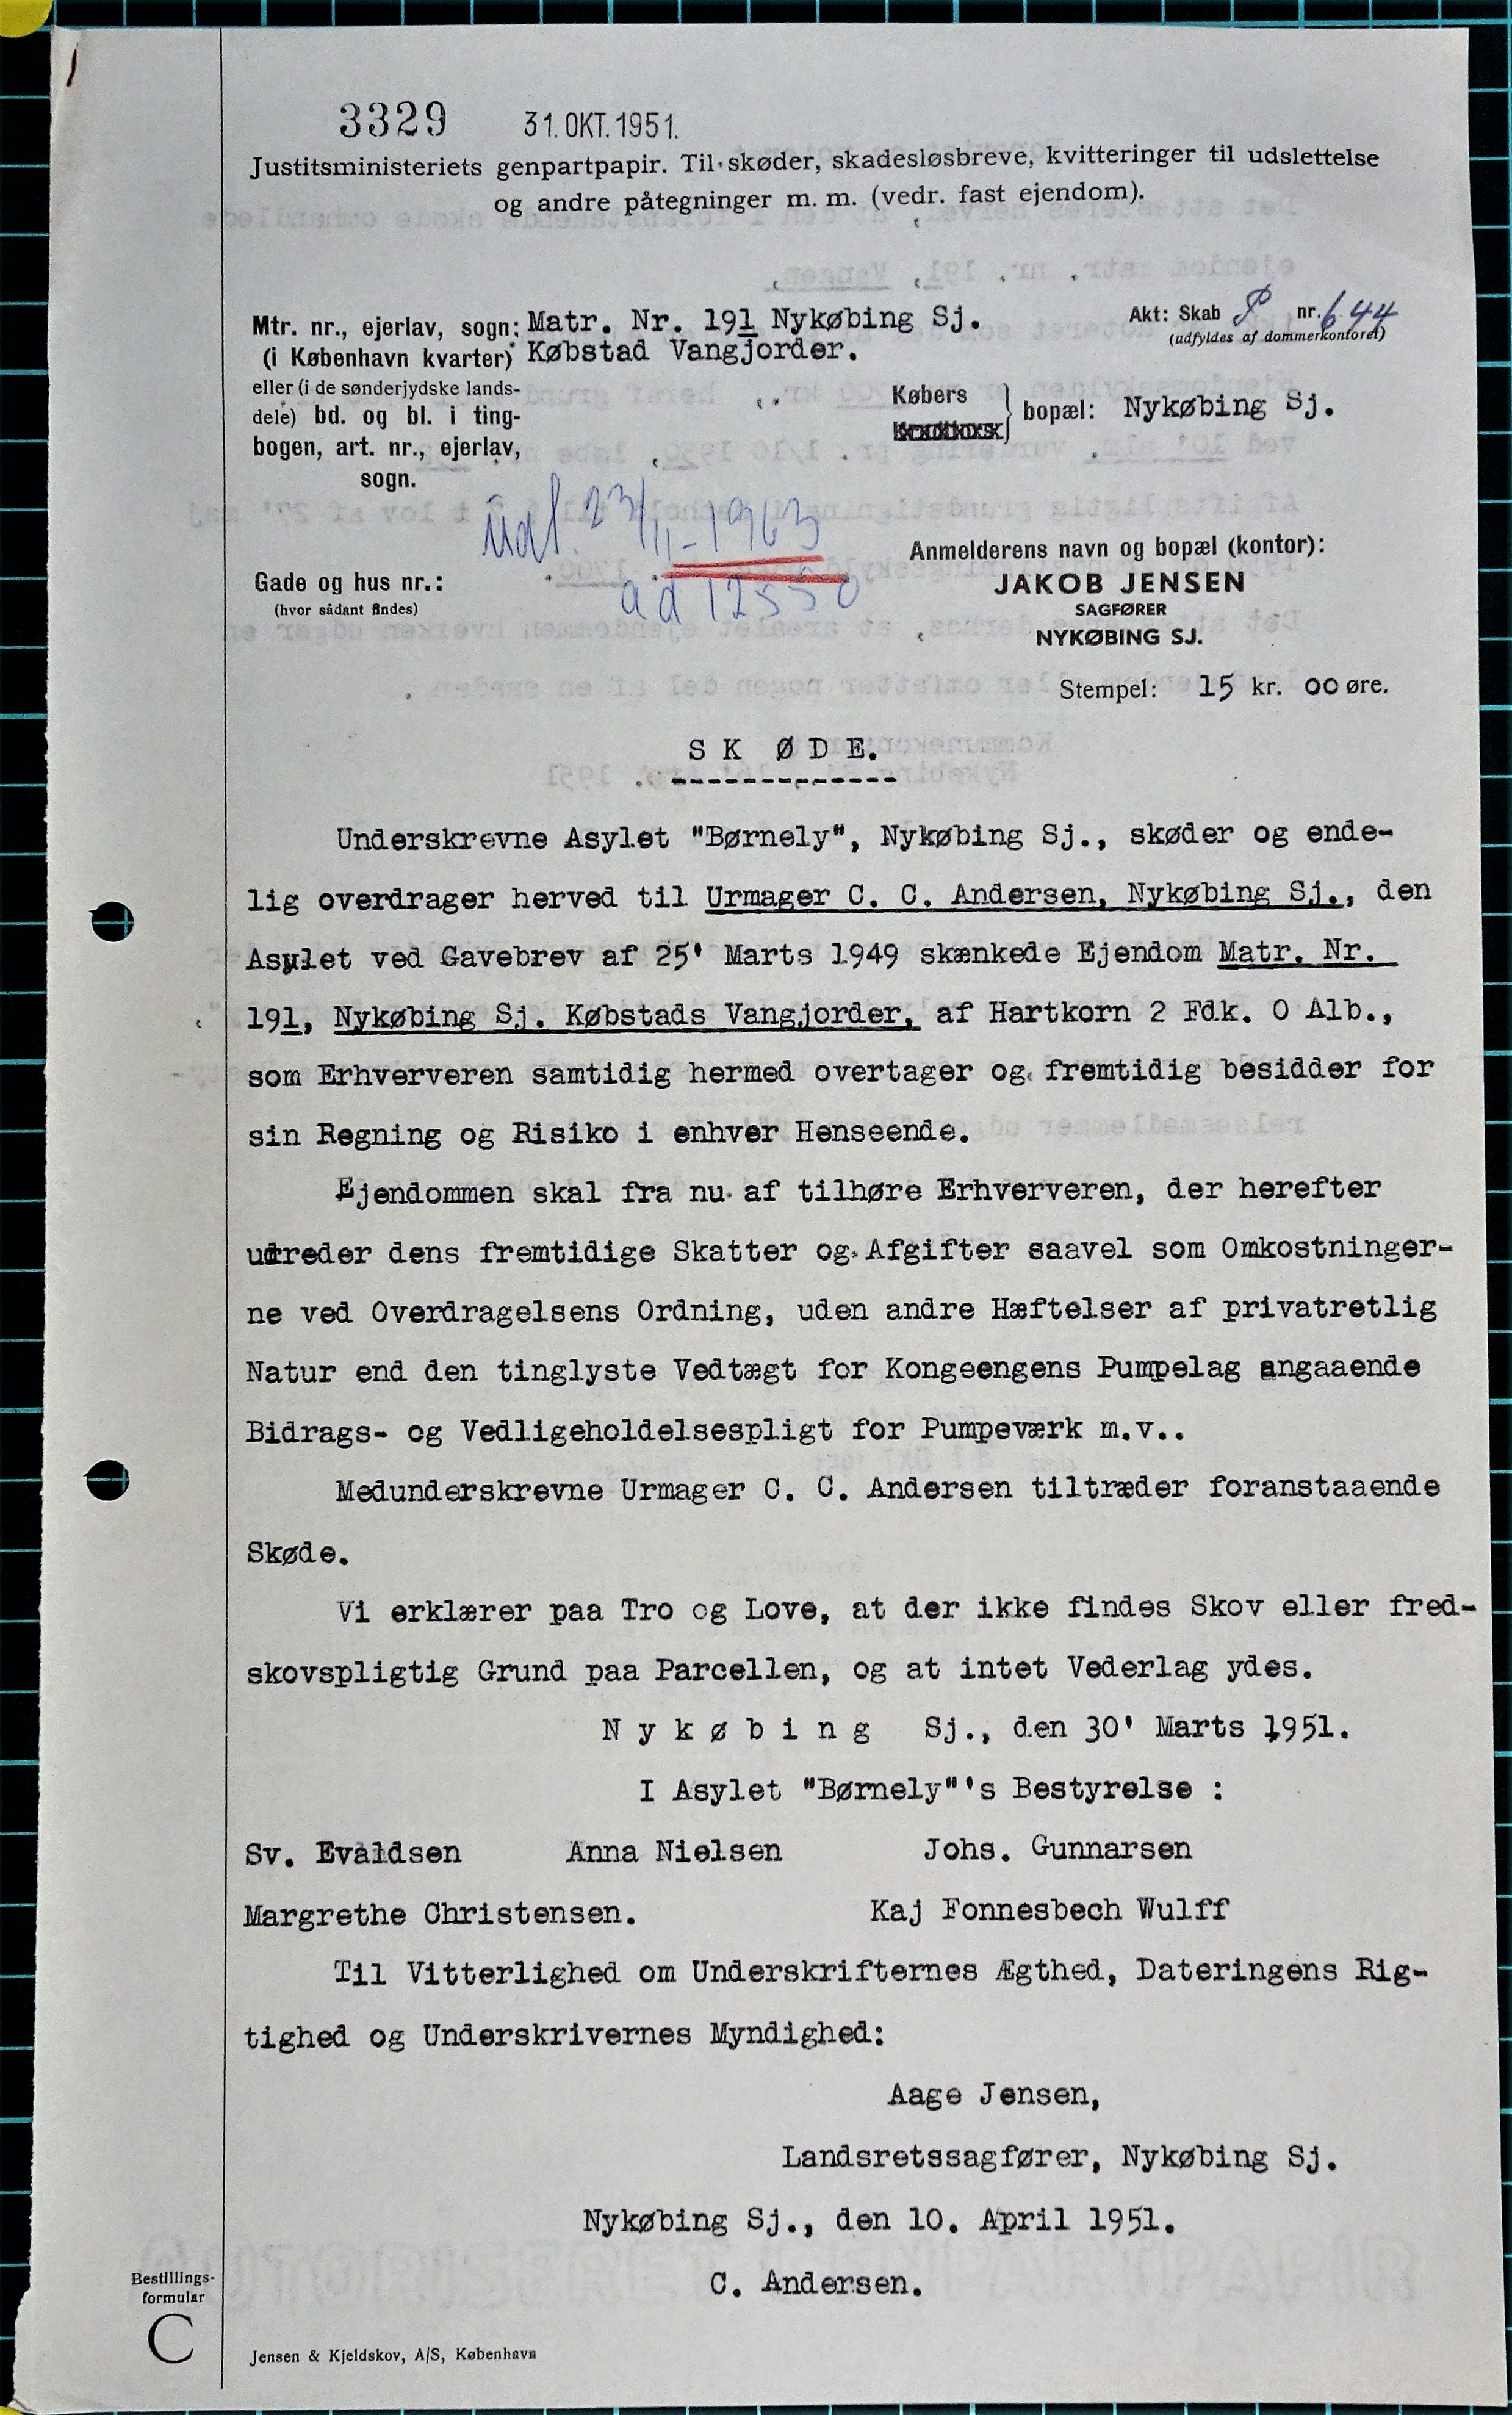 3329 31. OKT. 1951.
Justitsministeriets genpartpapir. Til skøder, skadesløsbreve, kvitteringer til udslettelse
og andre påtegninger m. m. (vedr. fast ejendom).
Mtr. nr., ejerlav, sogn: Matr. Nr. 191 Nykøbing Sj.
(i København kvarter) Købstad Vangjorder.
eller (i de sønderjydske lands-
dele) bd. og bl. i ting-
bogen, art. nr., ejerlav,
sogn.
Akt: Skab P nr. 644
(udfyldes af dommerkontoret)
Købers
bopæl: Nykøbing Sj.
Udf. 23/11-1963
ad 12550
Gade og hus nr.:
(hvor sådant findes)
Anmelderens navn og bopæl (kontor):
JAKOB JENSEN
SAGFØRER
NYKØBING SJ.
Stempel: 15 kr. 00 øre.
SK ØDE.
-------------
Underskrevne Asylet "Børnely", Nykøbing Sj., skøder og ende-
lig overdrager herved til Urmager C. C. Andersen, Nykøbing Sj., den
Asylet ved Gavebrev af 25' Marts 1949 skænkede Ejendom Matr. Nr.
191, Nykøbing Sj. Købstads Vangjorder, af Hartkorn 2 Fdk. 0 Alb.,
som Erhververen samtidig hermed overtager og fremtidig besidder for
sin Regning og Risiko i enhver Henseende.
Ejendommen skal fra nu af tilhøre Erhververen, der herefter
udreder dens fremtidige Skatter og Afgifter saavel som Omkostninger-
ne ved Overdragelsens Ordning, uden andre Hæftelser af privatretlig
Natur end den tinglyste Vedtægt for Kongeengens Pumpelag angaaende
Bidrags- og Vedligeholdelsespligt for Pumpeværk m.v..
Medunderskrevne Urmager C. C. Andersen tiltræder foranstaaende
Skøde.
Vi erklærer paa Tro og Love, at der ikke findes Skov eller fred-
skovspligtig Grund paa Parcellen, og at intet Vederlag ydes.
Nykøbing Sj., den 30' Marts 1951.
I Asylet "Børnely"'s Bestyrelse :
Sv. Evaldsen Anna Nielsen Johs. Gunnarsen
Margrethe Christensen. Kaj Fonnesbech Wulff
Til Vitterlighed om Underskrifternes Ægthed, Dateringens Rig-
tighed og Underskrivernes Myndighed:
Aage Jensen,
Landsretssagfører, Nykøbing Sj.
Nykøbing Sj., den 10. April 1951.
C. Andersen.
Bestillings-
formular
C
Jensen & Kjeldskov, A/S, København